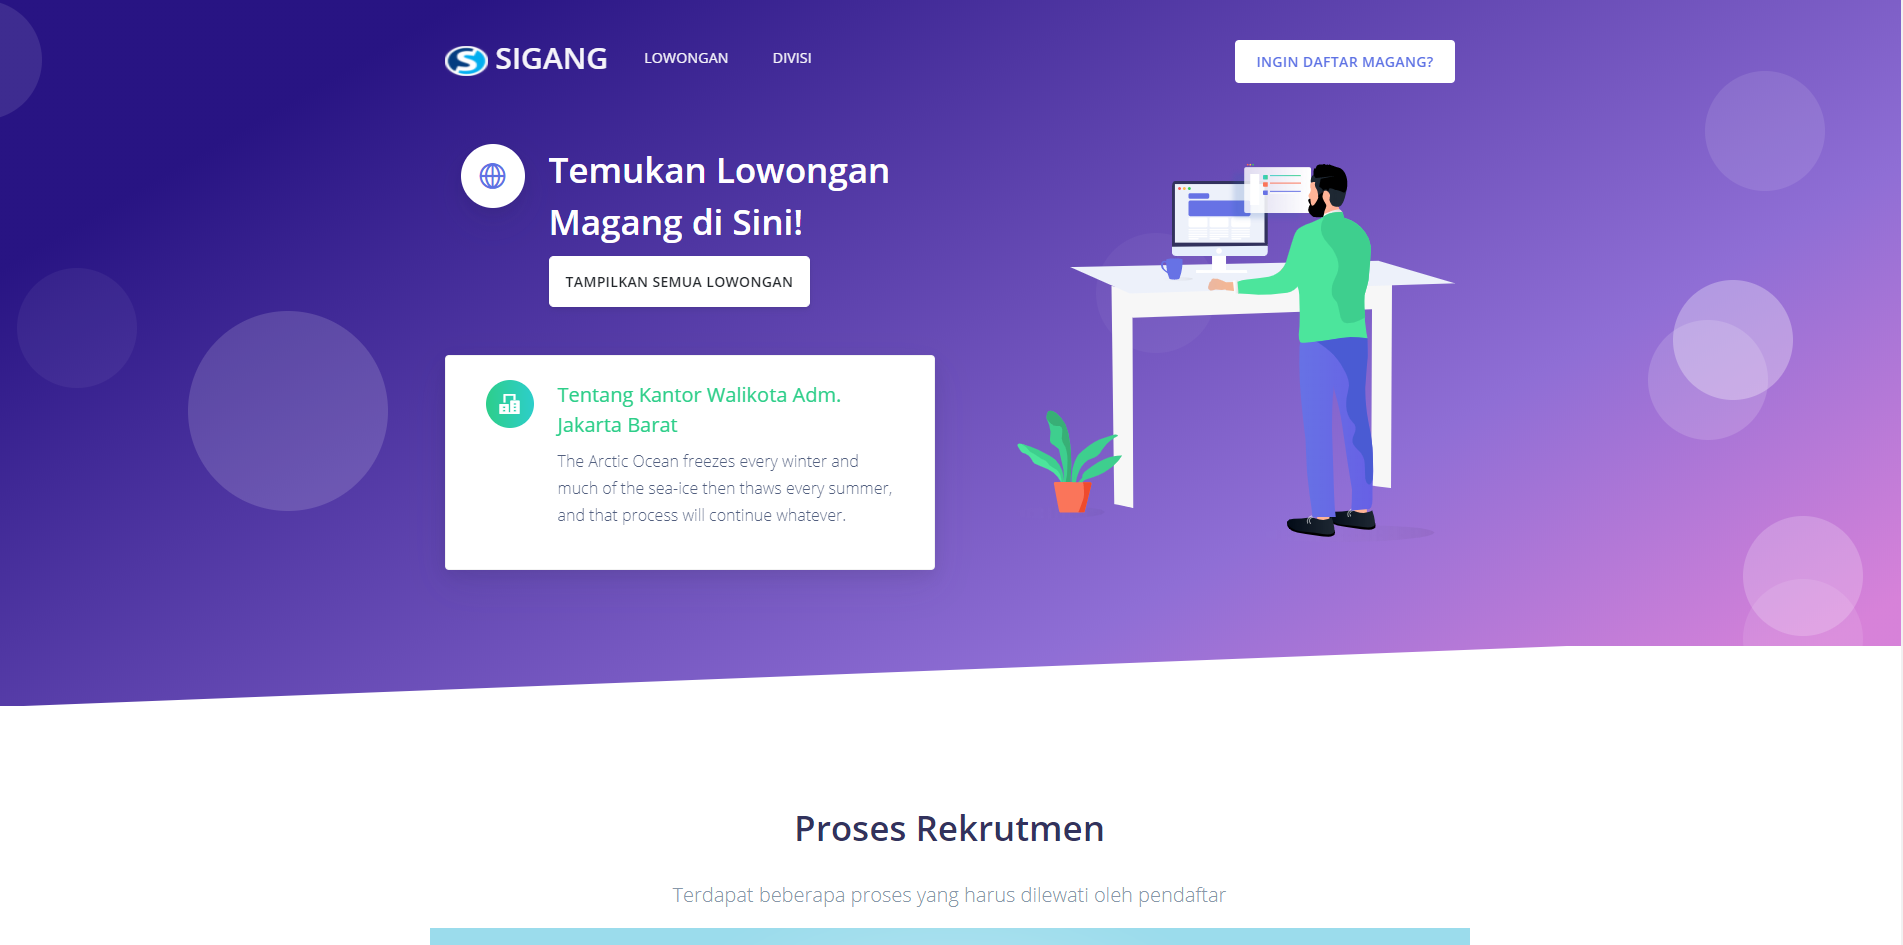 SIGANG
LOWONGAN
DIVISI
INGIN DAFTAR MAGANG?
Temukan Lowongan
Magang di Sini!
TAMPILKAN SEMUA LOWONGAN
Tentang Kantor Walikota Adm.
Jakarta Barat
The Arctic Ocean freezes every winter and
much of the sea-ice then thaws every summer,
and that process will continue whatever.
Proses Rekrutmen
Terdapat beberapa proses yang harus dilewati oleh pendaftar